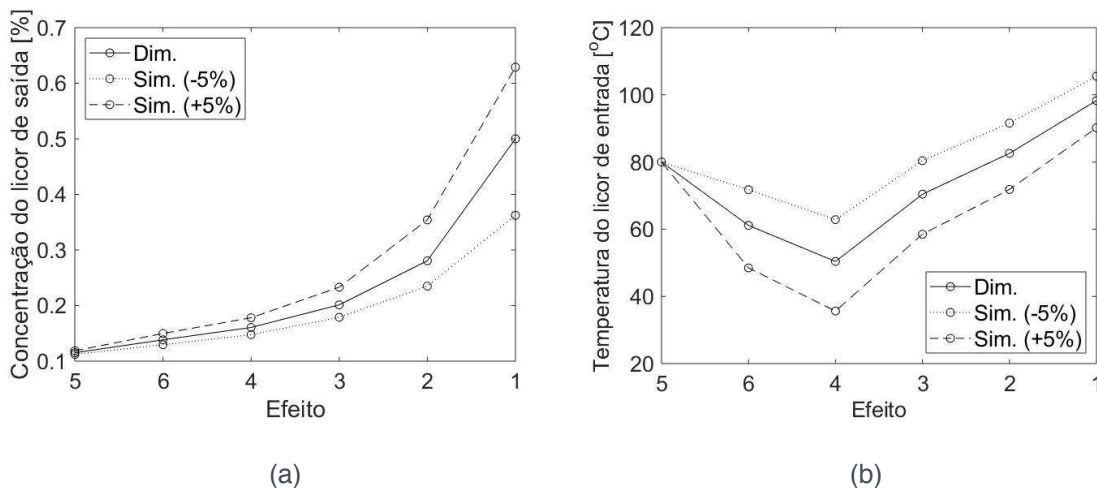 Concentração do licor de saída [%]
0.7
0.6
0.5
0.4
0.3
0.2
0.1
Dim.
Sim. (-5%)
Sim. (+5%)
5 6 4 3 2 1
Efeito
(a)
Temperatura do licor de entrada [°C]
120
100
80
60
40
20
Dim.
Sim. (-5%)
Sim. (+5%)
5 6 4 3 2 1
Efeito
(b)